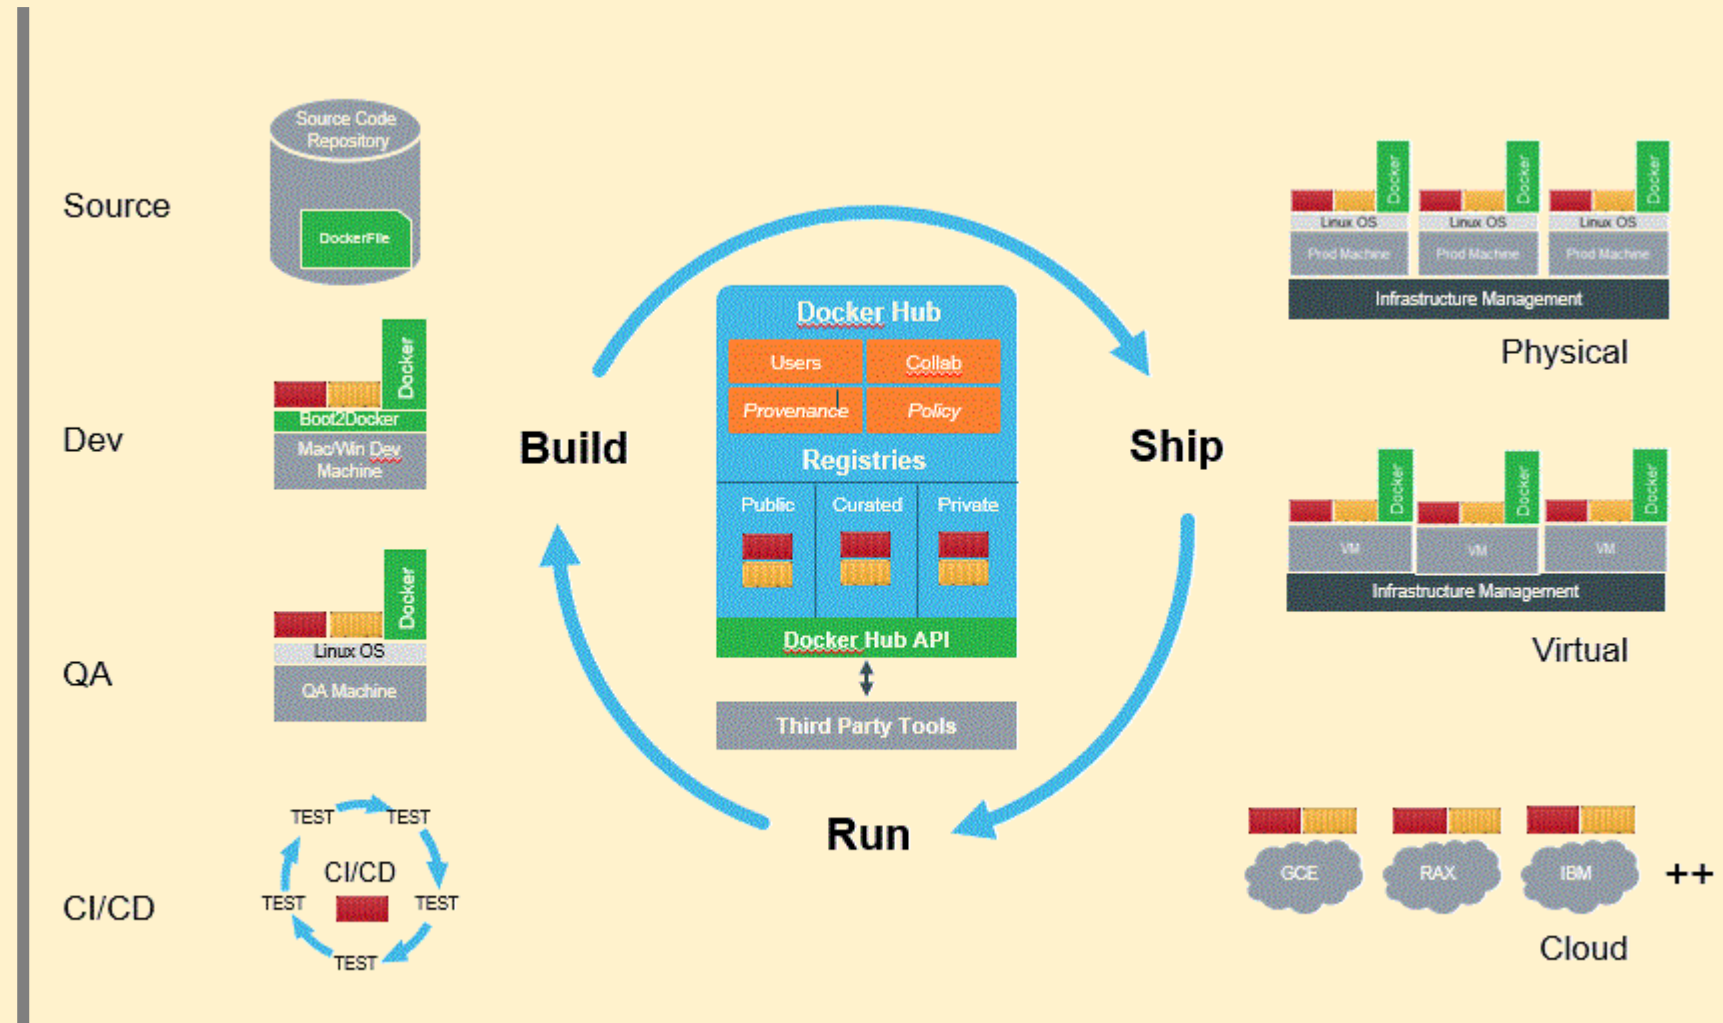 Source
Source Code
Repository
DockerFile
Dev
Docker
Boot2Docker
Mac/Win Dev
Machine
QA
Docker
Linux OS
QA Machine
CI/CD
TEST
TEST
TEST
TEST
TEST
CI/CD
Build
Ship
Run
Docker Hub
Users
Collab
Provenance
Policy
Registries
Public
Curated
Private
Docker Hub API
Third Party Tools
Docker
Docker
Docker
Linux OS
Linux OS
Linux OS
Prod Machine
Prod Machine
Prod Machine
Infrastructure Management
Physical
Docker
Docker
Docker
VM
VM
VM
Infrastructure Management
Virtual
GCE
RAX
IBM
++
Cloud